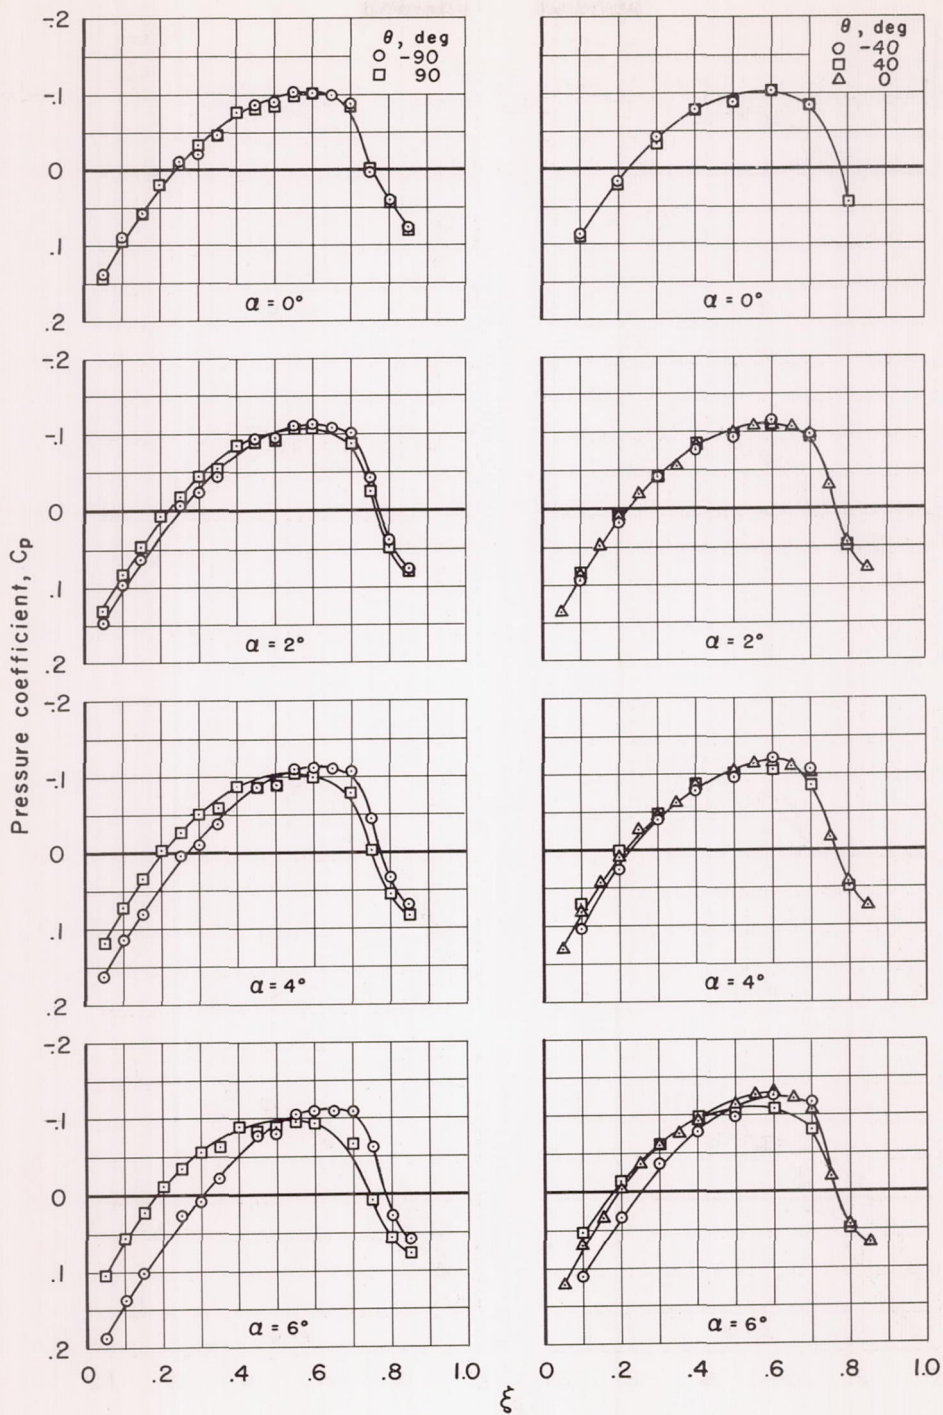 -.2
-.1
0
.1
.2
θ, deg
-90
90
α = 0°
θ, deg
-40
40
0
α = 0°
-.2
-.1
0
.1
.2
α = 2°
α = 2°
Pressure coefficient, Cp
-.2
-.1
0
.1
.2
α = 4°
α = 4°
-.2
-.1
0
.1
.2
α = 6°
α = 6°
0 .2 .4 .6 .8 1.0
0 .2 .4 .6 .8 1.0
ξ